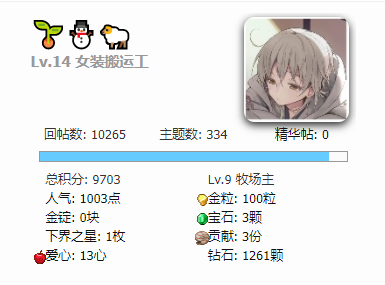 Lv.14 女装搬运工
回帖数: 10265 主题数: 334 精华帖: 0
总积分: 9703 Lv.9 牧场主
人气: 1003点 金粒: 100粒
金锭: 0块 宝石: 3颗
下界之星: 1枚 贡献: 3份
爱心: 13心 钻石: 1261颗